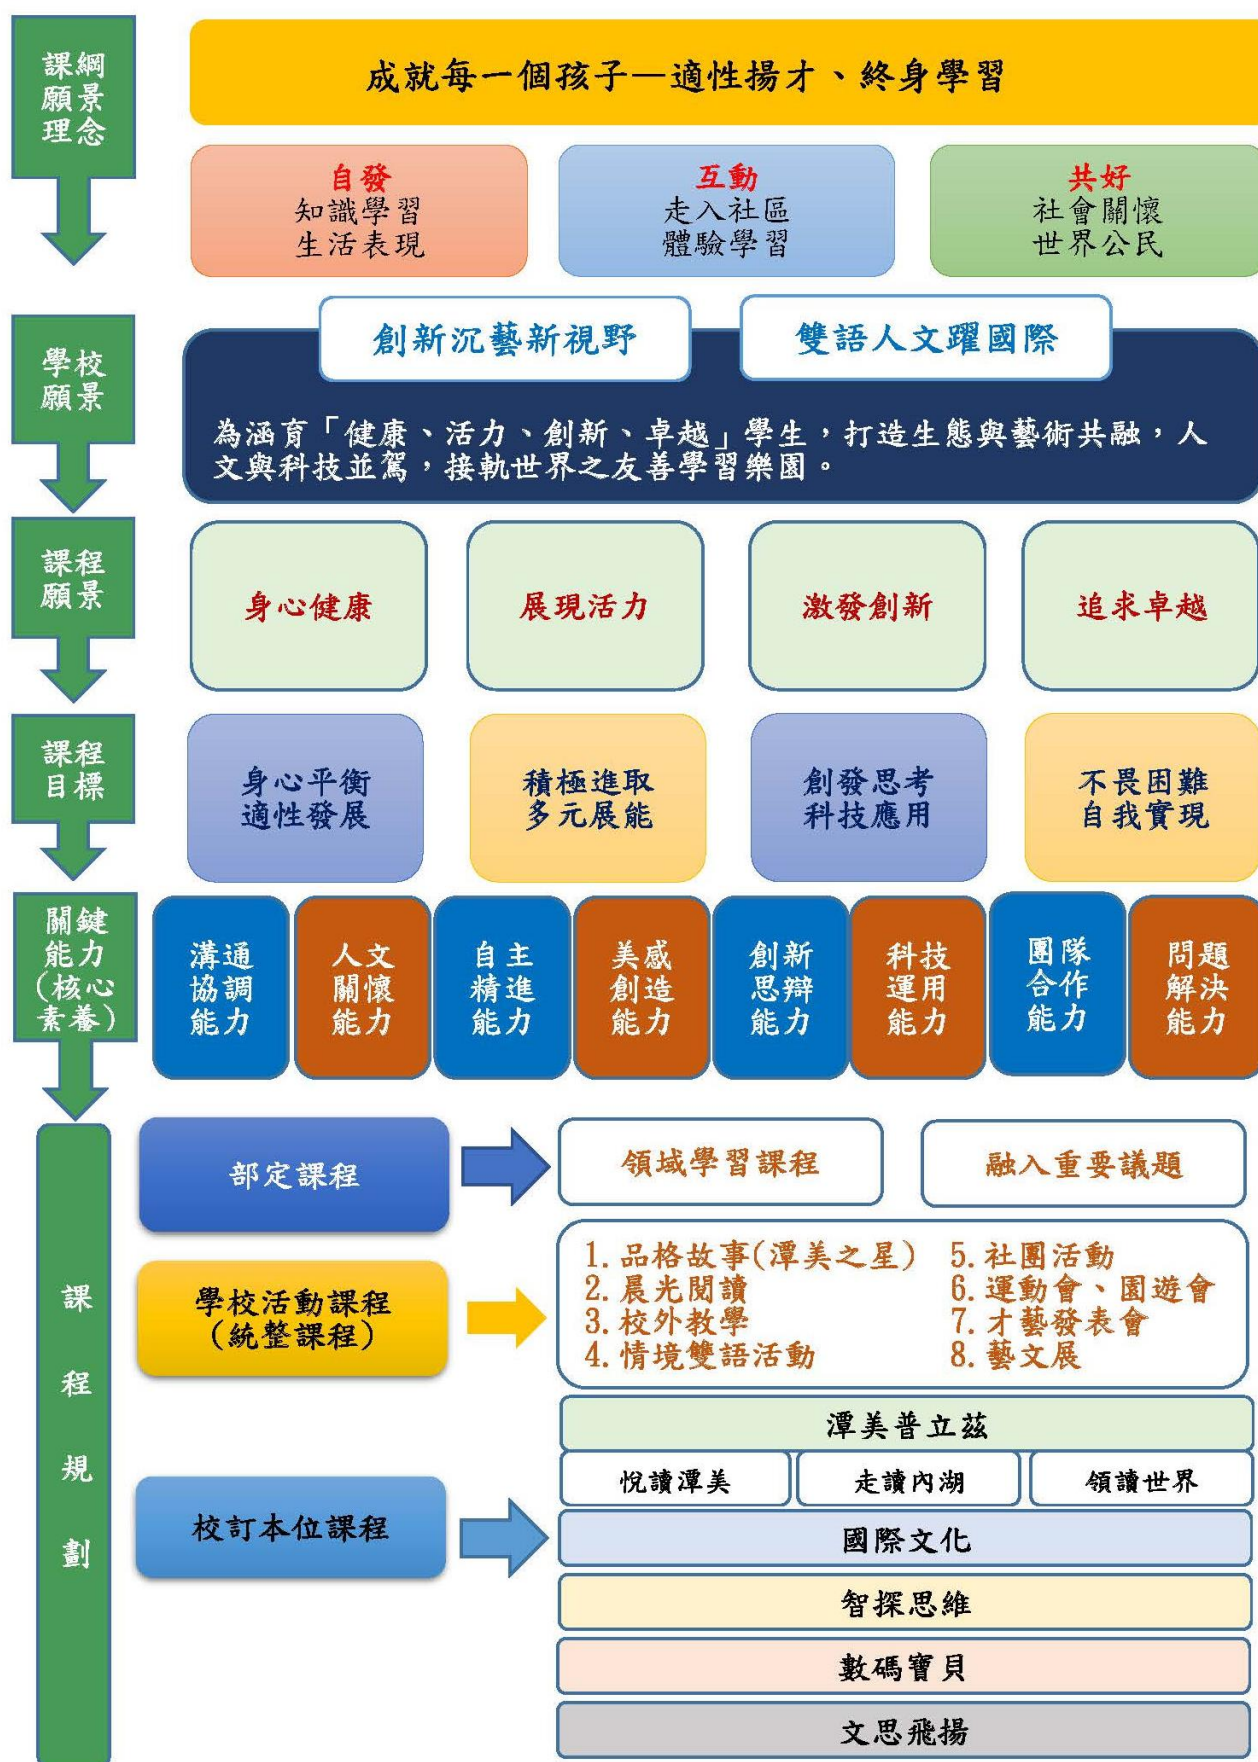 課綱
願景
理念
成就每一個孩子—適性揚才、終身學習
自發
知識學習
生活表現
互動
走入社區
體驗學習
共好
社會關懷
世界公民
學校
願景
創新沉藝新視野
雙語人文躍國際
為涵育「健康、活力、創新、卓越」學生，打造生態與藝術共融，人
文與科技並駕，接軌世界之友善學習樂園。
課程
願景
身心健康
展現活力
激發創新
追求卓越
課程
目標
身心平衡
適性發展
積極進取
多元展能
創發思考
科技應用
不畏困難
自我實現
關鍵
能力
(核心
素養)
溝通
協調
能力
人文
關懷
能力
自主
精進
能力
美感
創造
能力
創新
思辯
能力
科技
運用
能力
團隊
合作
能力
問題
解決
能力
課
程
規
劃
部定課程
領域學習課程
融入重要議題
學校活動課程
(統整課程)
1. 品格故事(潭美之星)
2. 晨光閱讀
3. 校外教學
4. 情境雙語活動
5. 社團活動
6. 運動會、園遊會
7. 才藝發表會
8. 藝文展
校訂本位課程
潭美普立茲
悅讀潭美
走讀內湖
領讀世界
國際文化
智探思維
數碼寶貝
文思飛揚